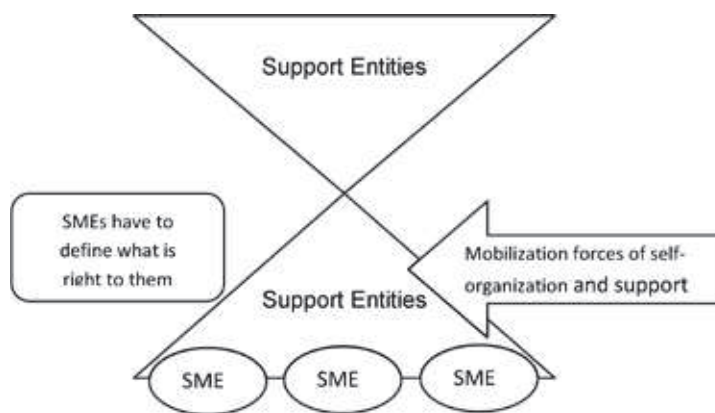 Support Entities
SMEs have to
define what is
right to them
Mobilization forces of self-
organization and support
Support Entities
SME
SME
SME